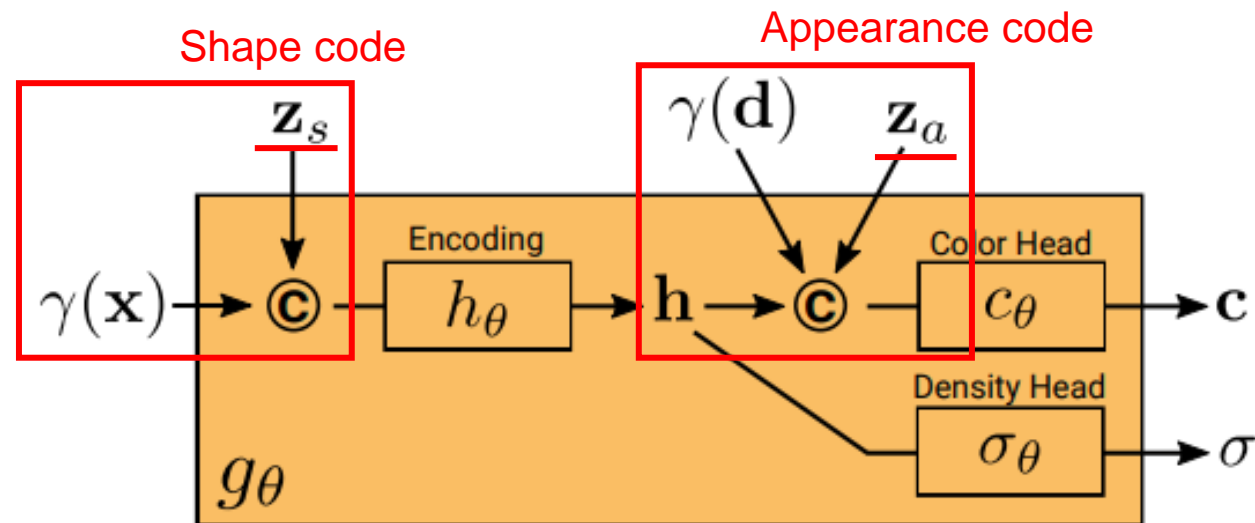 Shape code
Appearance code
z_s
γ(d)
z_a
Encoding
Color Head
γ(x)
©
h_θ
h
©
c_θ
c
Density Head
σ_θ
σ
g_θ